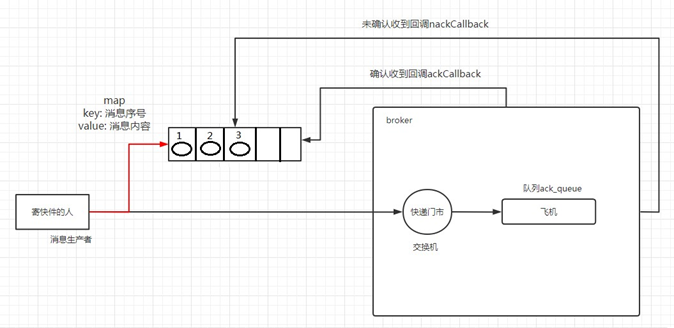 未确认收到回调nackCallback
确认收到回调ackCallback
map
key: 消息序号
value: 消息内容
1 2 3
broker
队列ack_queue
寄快件的人
快递门市
飞机
消息生产者
交换机